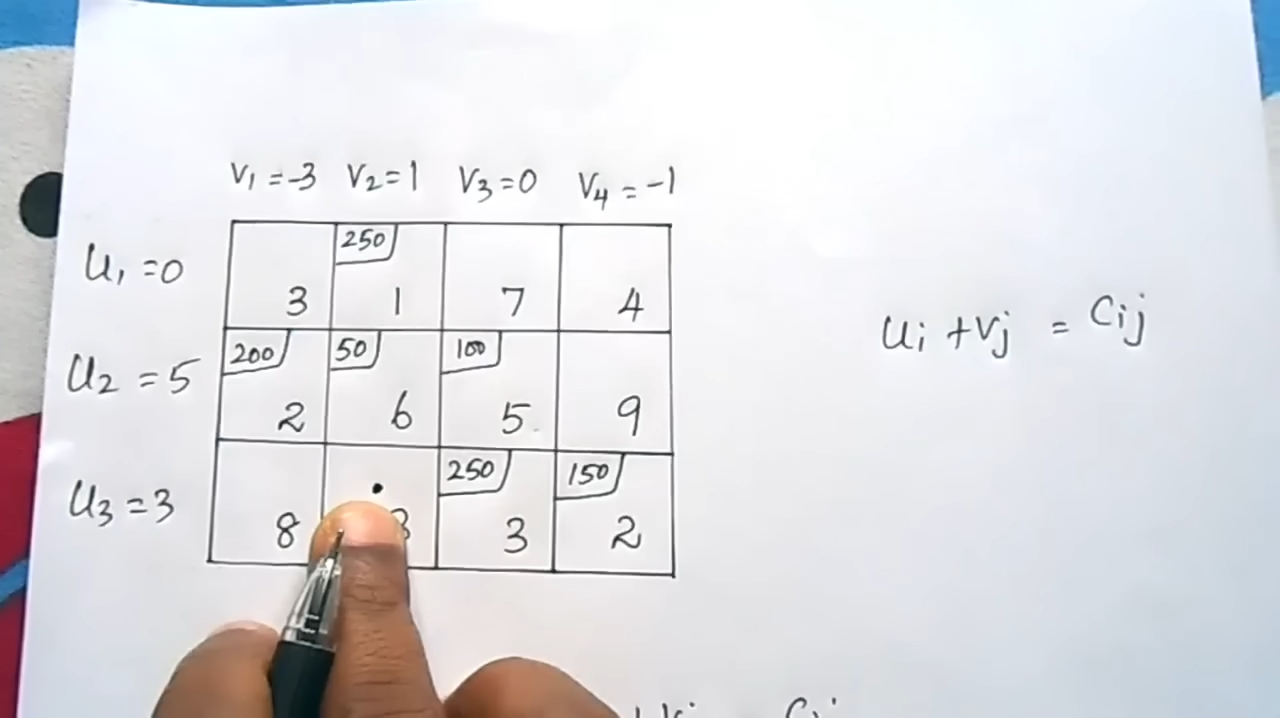 V1 = -3 V2 = 1 V3 = 0 V4 = -1
U1 = 0 250
3 1 7 4
U2 = 5 200 50 100
2 6 5 9
U3 = 3 250 150
8 3 2
Ui + Vj = Cij